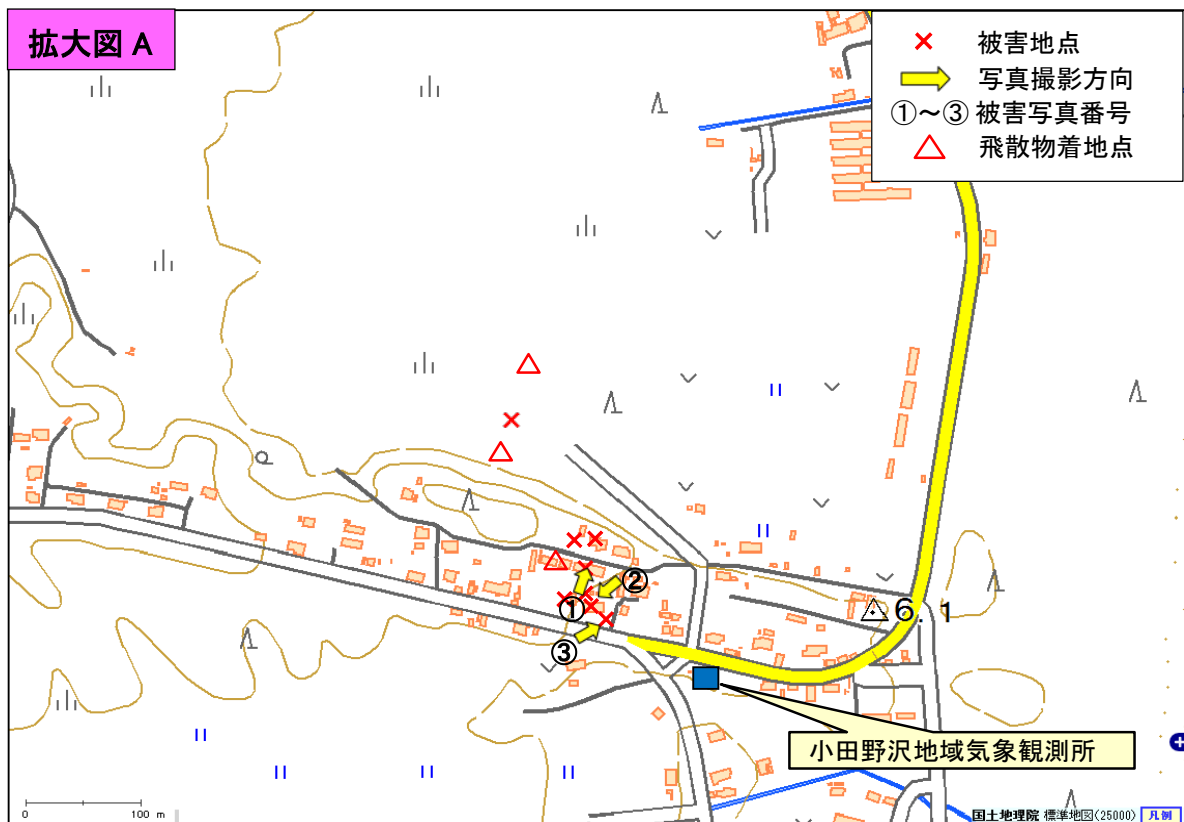 拡大図 A
被害地点
写真撮影方向
①~③ 被害写真番号
飛散物着地点
②
①
③
6. 1
小田野沢地域気象観測所
0 100 m
国土地理院 標準地図(25000) 凡例